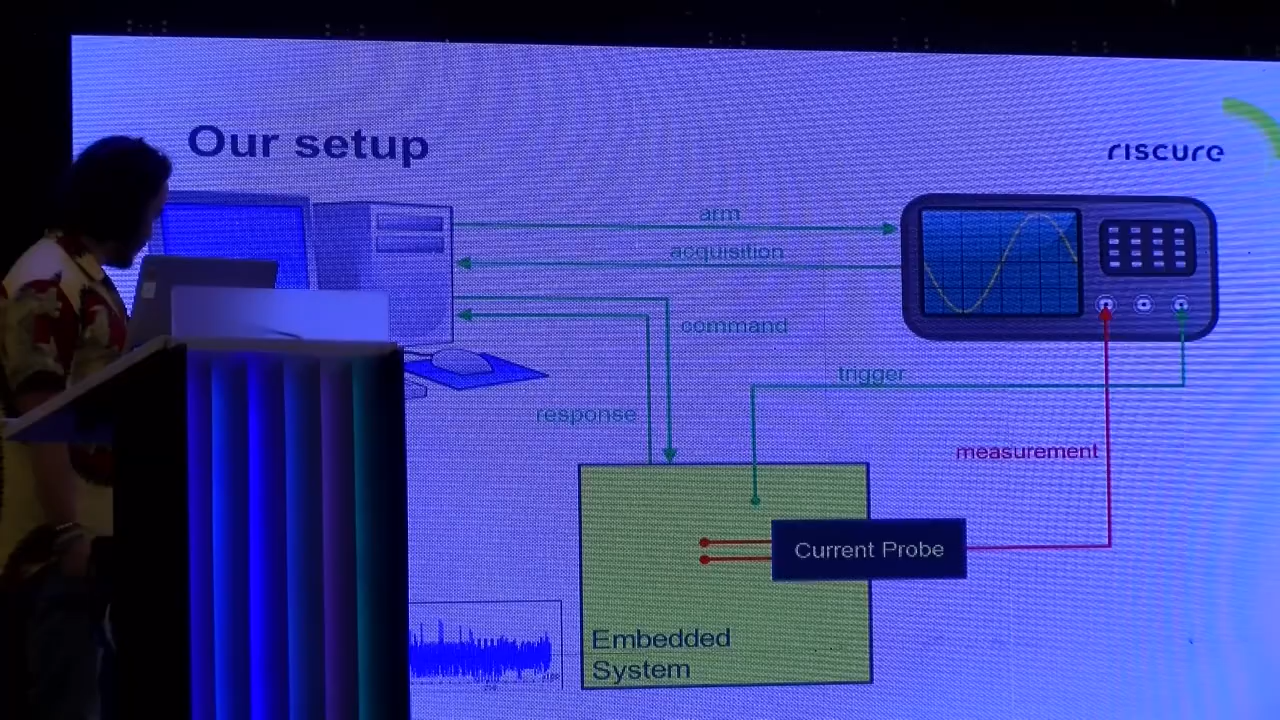 Our setup
riscure
arm
acquisition
command
trigger
response
measurement
Current Probe
Embedded
System